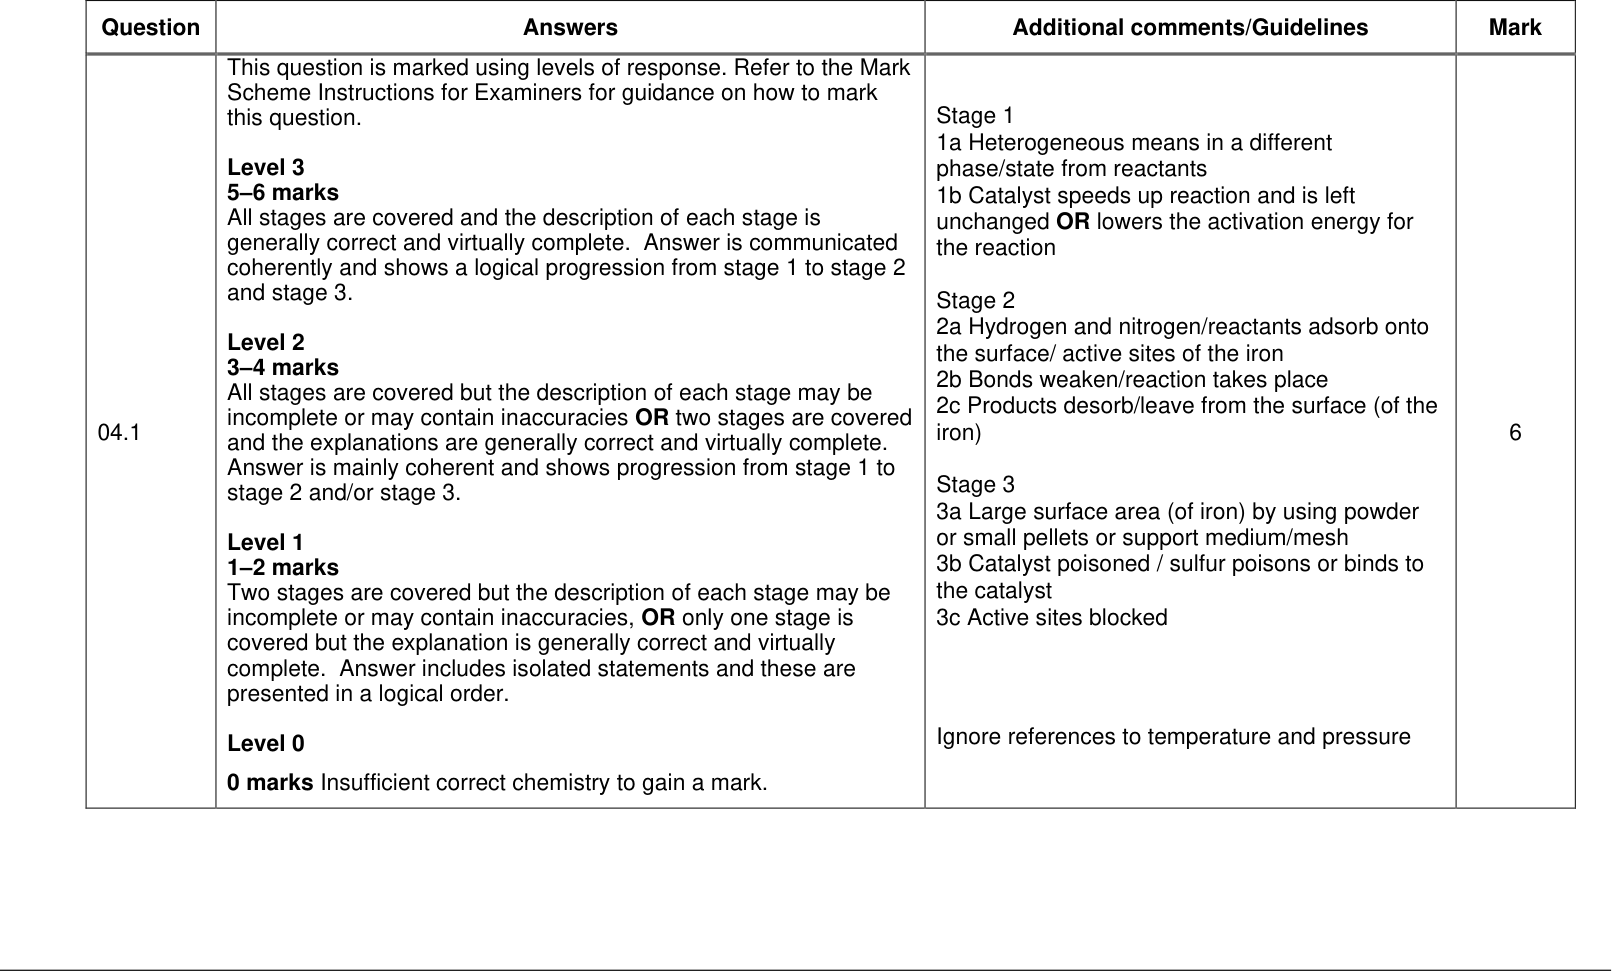 Question Answers Additional comments/Guidelines Mark
04.1
This question is marked using levels of response. Refer to the Mark
Scheme Instructions for Examiners for guidance on how to mark
this question.
Level 3
5–6 marks
All stages are covered and the description of each stage is
generally correct and virtually complete.  Answer is communicated
coherently and shows a logical progression from stage 1 to stage 2
and stage 3.
Level 2
3–4 marks
All stages are covered but the description of each stage may be
incomplete or may contain inaccuracies OR two stages are covered
and the explanations are generally correct and virtually complete.
Answer is mainly coherent and shows progression from stage 1 to
stage 2 and/or stage 3.
Level 1
1–2 marks
Two stages are covered but the description of each stage may be
incomplete or may contain inaccuracies, OR only one stage is
covered but the explanation is generally correct and virtually
complete.  Answer includes isolated statements and these are
presented in a logical order.
Level 0
0 marks Insufficient correct chemistry to gain a mark.
Stage 1
1a Heterogeneous means in a different
phase/state from reactants
1b Catalyst speeds up reaction and is left
unchanged OR lowers the activation energy for
the reaction
Stage 2
2a Hydrogen and nitrogen/reactants adsorb onto
the surface/ active sites of the iron
2b Bonds weaken/reaction takes place
2c Products desorb/leave from the surface (of the
iron)
Stage 3
3a Large surface area (of iron) by using powder
or small pellets or support medium/mesh
3b Catalyst poisoned / sulfur poisons or binds to
the catalyst
3c Active sites blocked
Ignore references to temperature and pressure
6